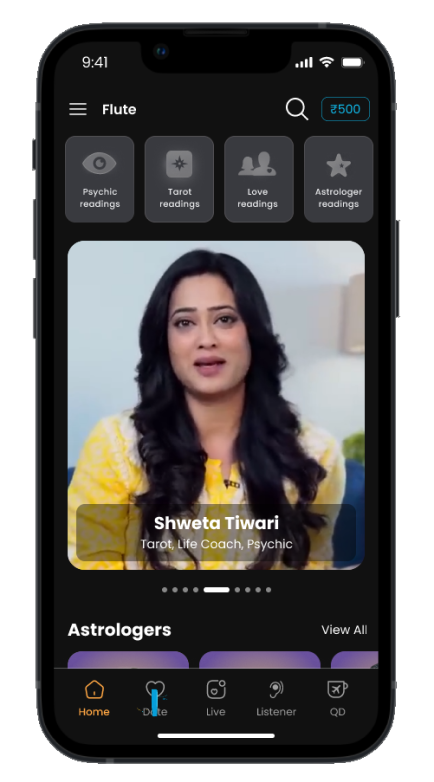 9:41
Flute
₹500
Psychic
readings
Tarot
readings
Love
readings
Astrologer
readings
Shweta Tiwari
Tarot, Life Coach, Psychic
Astrologers
View All
Home
Date
Live
Listener
QD